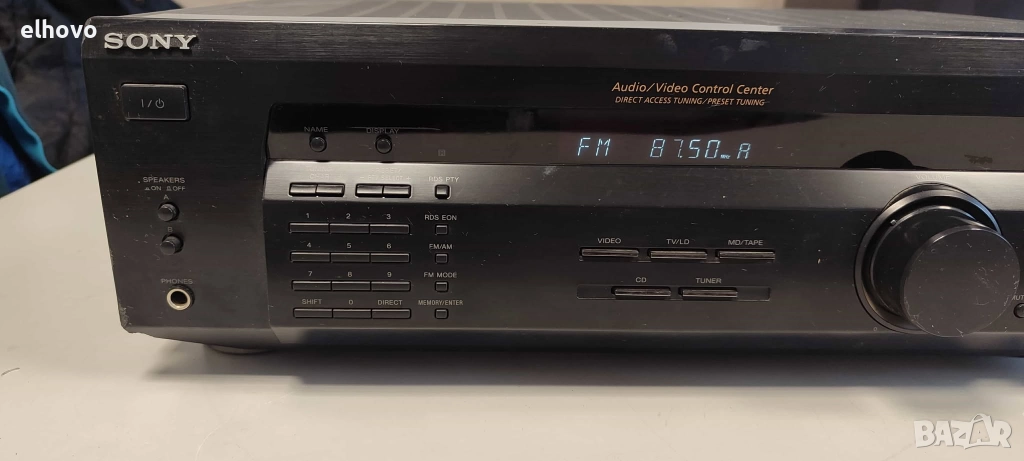 elhovo
SONY
Audio/Video Control Center
DIRECT ACCESS TUNING/PRESET TUNING
I/⏻
NAME DISPLAY
FM 87.50 MHz A
SPEAKERS
ON OFF
A
B
PHONES
RDS PTY
1 2 3 RDS EON
4 5 6 FM/AM
7 8 9 FM MODE
SHIFT 0 DIRECT MEMORY/ENTER
VIDEO TV/LD MD/TAPE
CD TUNER
0
MUT
BAZAR